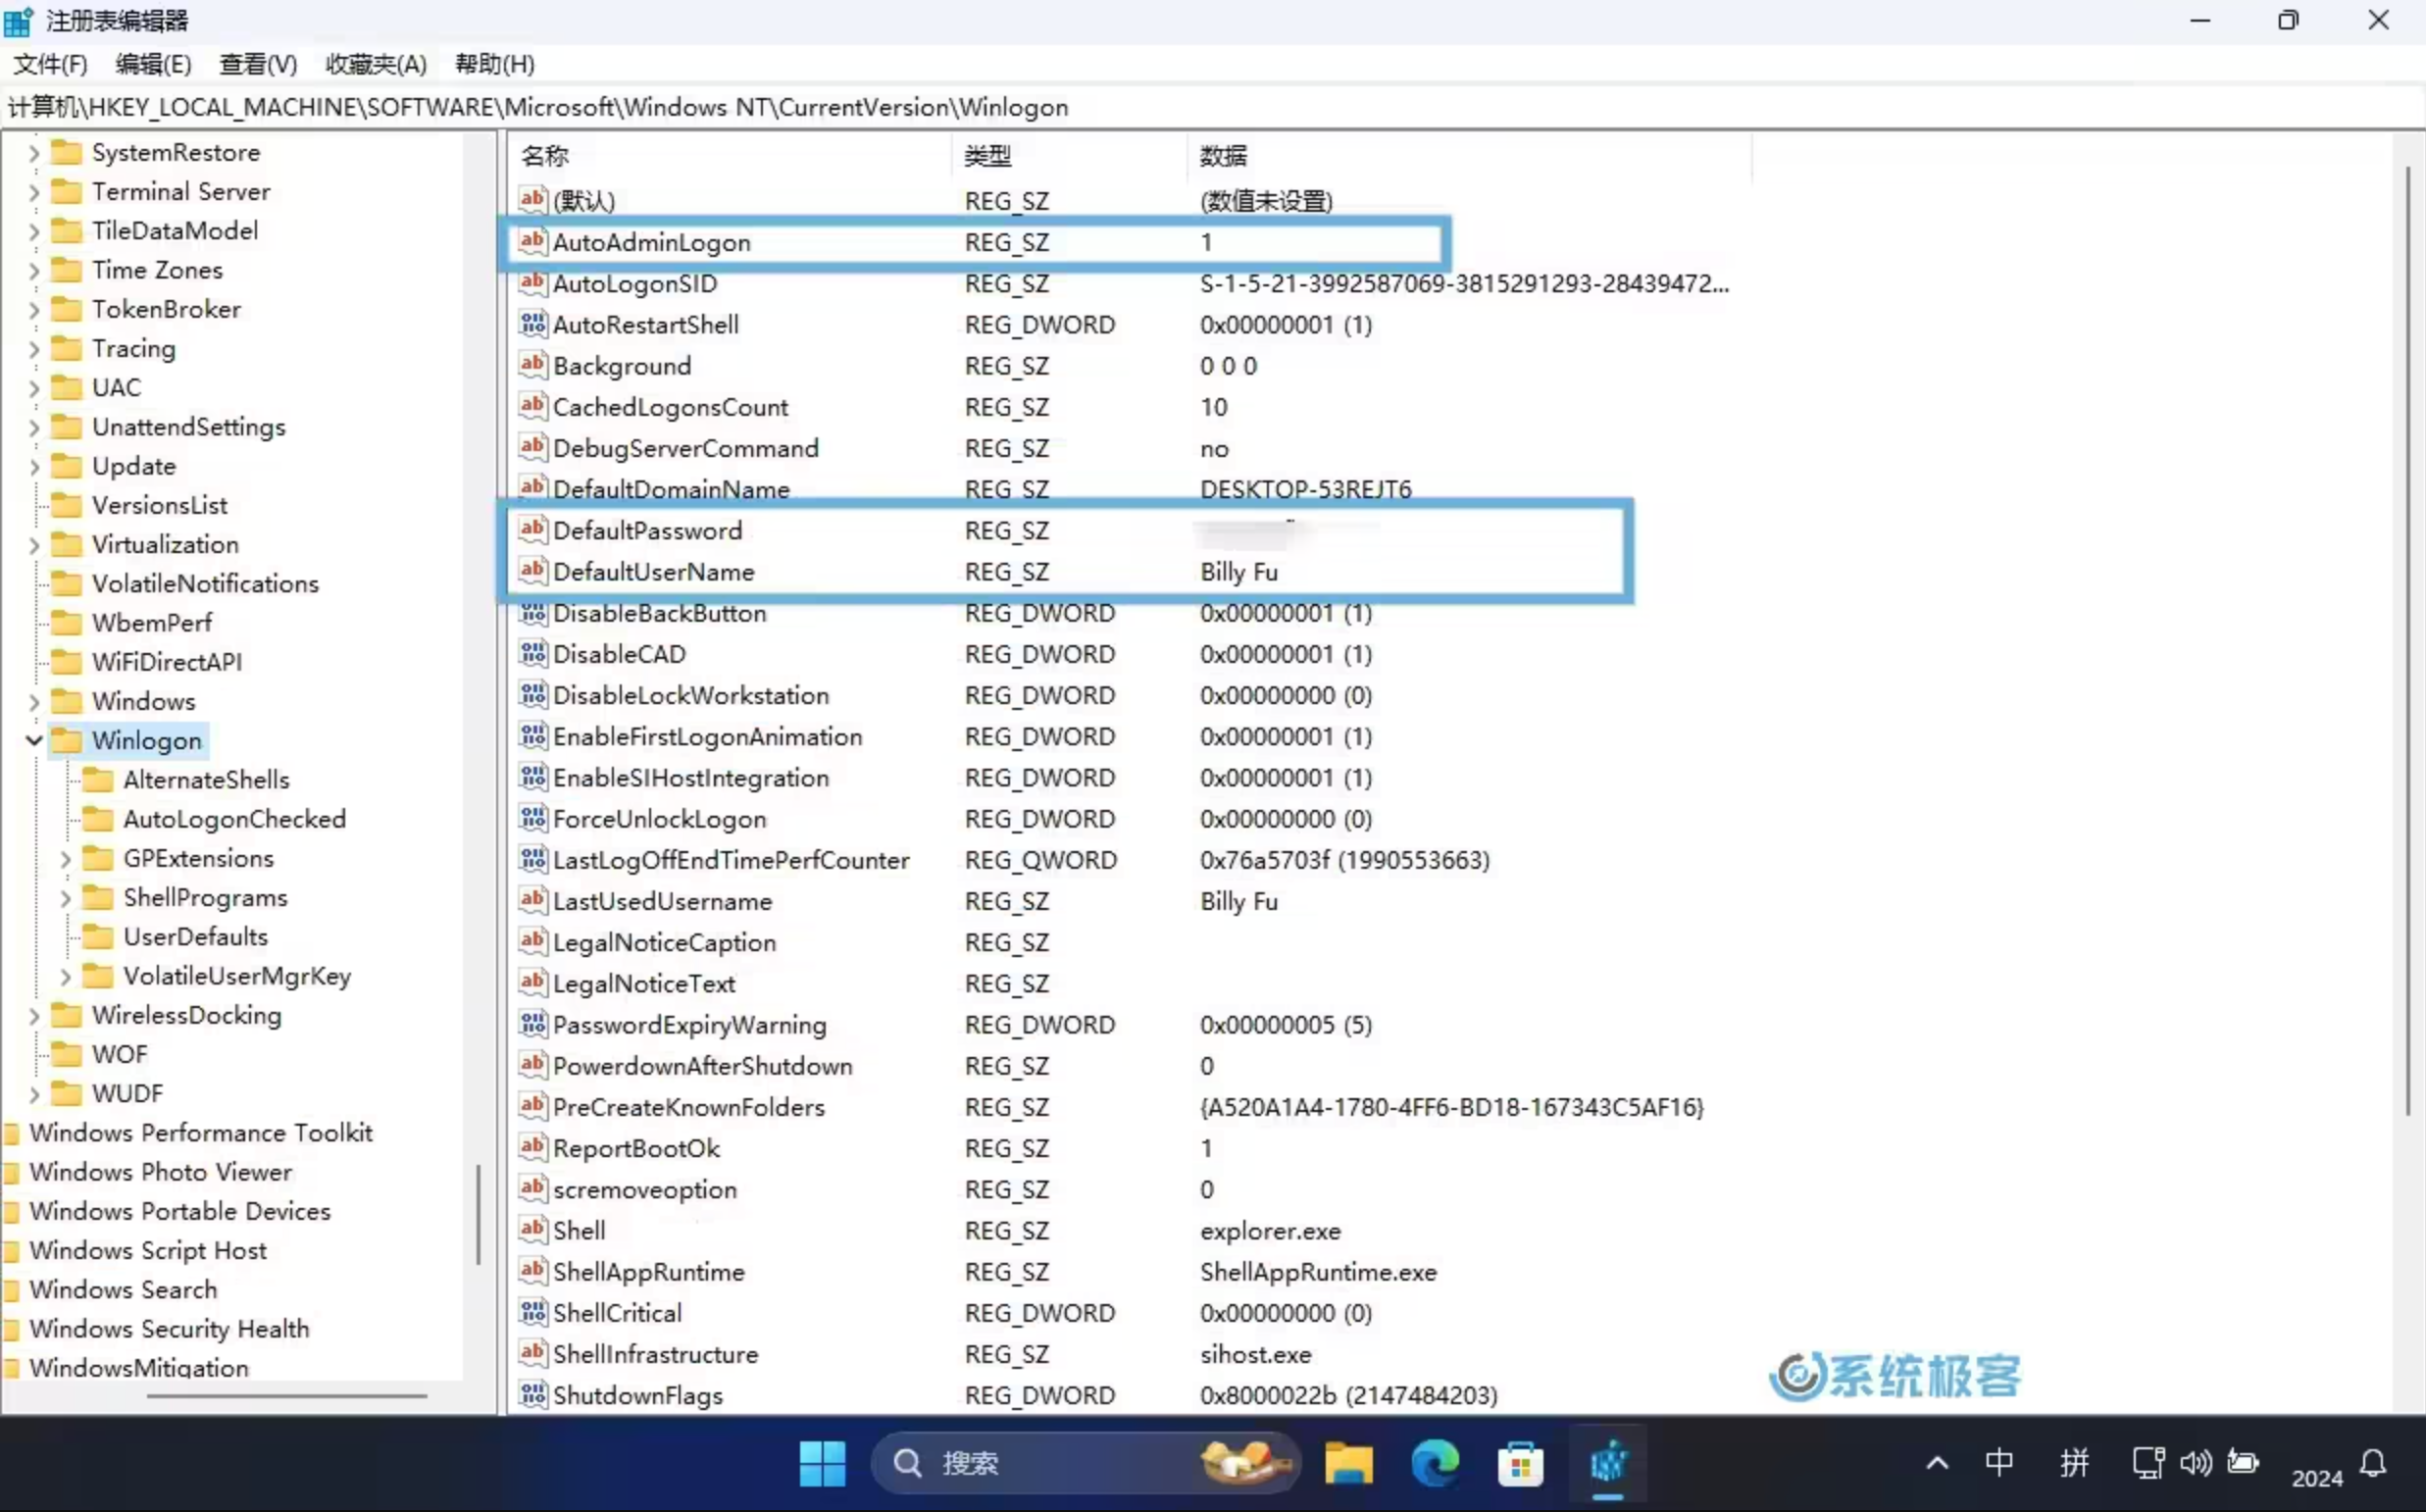 注册表编辑器
文件(F) 编辑(E) 查看(V) 收藏夹(A) 帮助(H)
计算机\HKEY_LOCAL_MACHINE\SOFTWARE\Microsoft\Windows NT\CurrentVersion\Winlogon
SystemRestore
Terminal Server
TileDataModel
Time Zones
TokenBroker
Tracing
UAC
UnattendSettings
Update
VersionsList
Virtualization
VolatileNotifications
WbemPerf
WiFiDirectAPI
Windows
Winlogon
AlternateShells
AutoLogonChecked
GPExtensions
ShellPrograms
UserDefaults
VolatileUserMgrKey
WirelessDocking
WOF
WUDF
Windows Performance Toolkit
Windows Photo Viewer
Windows Portable Devices
Windows Script Host
Windows Search
Windows Security Health
WindowsMitigation
名称 类型 数据
(默认) REG_SZ (数值未设置)
AutoAdminLogon REG_SZ 1
AutoLogonSID REG_SZ S-1-5-21-3992587069-3815291293-28439472...
AutoRestartShell REG_DWORD 0x00000001 (1)
Background REG_SZ 0 0 0
CachedLogonsCount REG_SZ 10
DebugServerCommand REG_SZ no
DefaultDomainName REG_SZ DESKTOP-53REJT6
DefaultPassword REG_SZ
DefaultUserName REG_SZ Billy Fu
DisableBackButton REG_DWORD 0x00000001 (1)
DisableCAD REG_DWORD 0x00000001 (1)
DisableLockWorkstation REG_DWORD 0x00000000 (0)
EnableFirstLogonAnimation REG_DWORD 0x00000001 (1)
EnableSIHostIntegration REG_DWORD 0x00000001 (1)
ForceUnlockLogon REG_DWORD 0x00000000 (0)
LastLogOffEndTimePerfCounter REG_QWORD 0x76a5703f (1990553663)
LastUsedUsername REG_SZ Billy Fu
LegalNoticeCaption REG_SZ
LegalNoticeText REG_SZ
PasswordExpiryWarning REG_DWORD 0x00000005 (5)
PowerdownAfterShutdown REG_SZ 0
PreCreateKnownFolders REG_SZ {A520A1A4-1780-4FF6-BD18-167343C5AF16}
ReportBootOk REG_SZ 1
scremoveoption REG_SZ 0
Shell REG_SZ explorer.exe
ShellAppRuntime REG_SZ ShellAppRuntime.exe
ShellCritical REG_DWORD 0x00000000 (0)
ShellInfrastructure REG_SZ sihost.exe
ShutdownFlags REG_DWORD 0x8000022b (2147484203)
系统极客
搜索 中 拼 2024